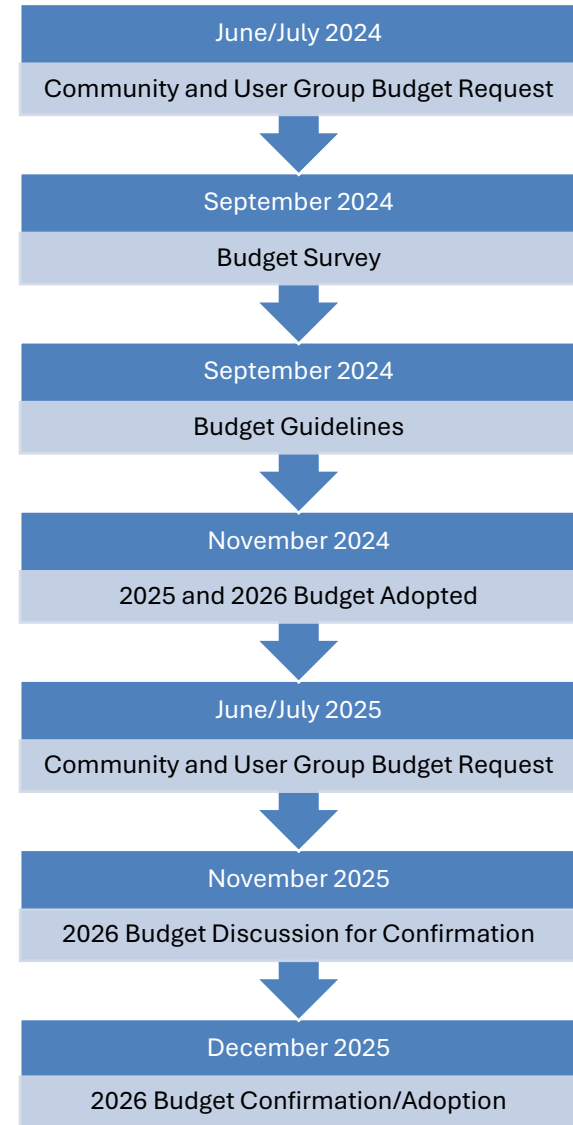 June/July 2024
Community and User Group Budget Request
September 2024
Budget Survey
September 2024
Budget Guidelines
November 2024
2025 and 2026 Budget Adopted
June/July 2025
Community and User Group Budget Request
November 2025
2026 Budget Discussion for Confirmation
December 2025
2026 Budget Confirmation/Adoption